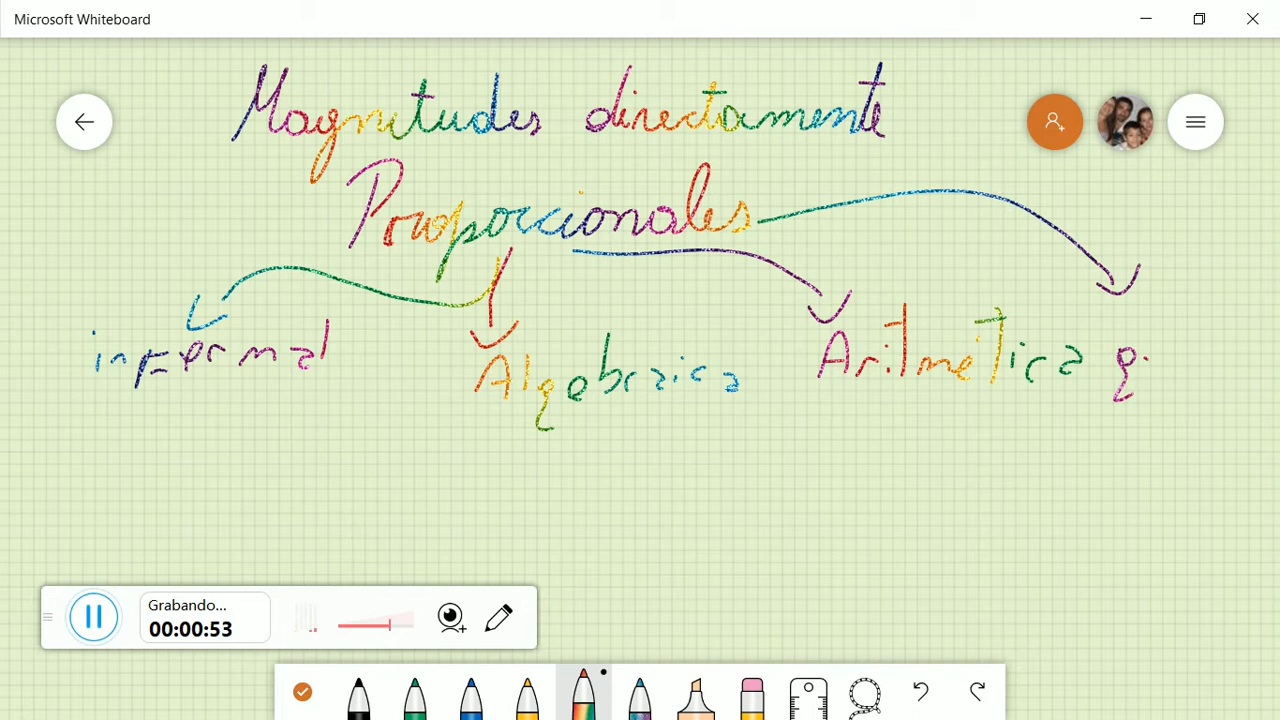 Microsoft Whiteboard
Magnitudes directamente
Proporcionales
informal Algebraica Aritmética g
Grabando...
00:00:53